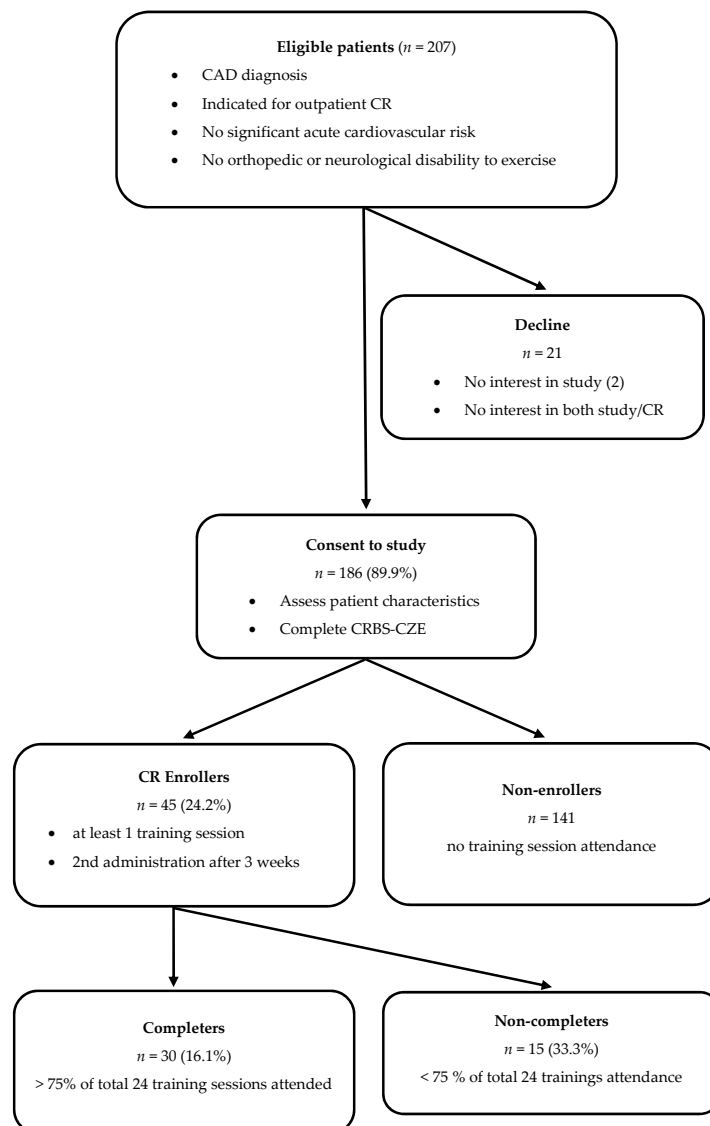 Eligible patients (n = 207)
• CAD diagnosis
• Indicated for outpatient CR
• No significant acute cardiovascular risk
• No orthopedic or neurological disability to exercise
Decline
n = 21
• No interest in study (2)
• No interest in both study/CR
Consent to study
n = 186 (89.9%)
• Assess patient characteristics
• Complete CRBS-CZE
CR Enrollers
n = 45 (24.2%)
• at least 1 training session
• 2nd administration after 3 weeks
Non-enrollers
n = 141
no training session attendance
Completers
n = 30 (16.1%)
> 75% of total 24 training sessions attended
Non-completers
n = 15 (33.3%)
< 75 % of total 24 trainings attendance